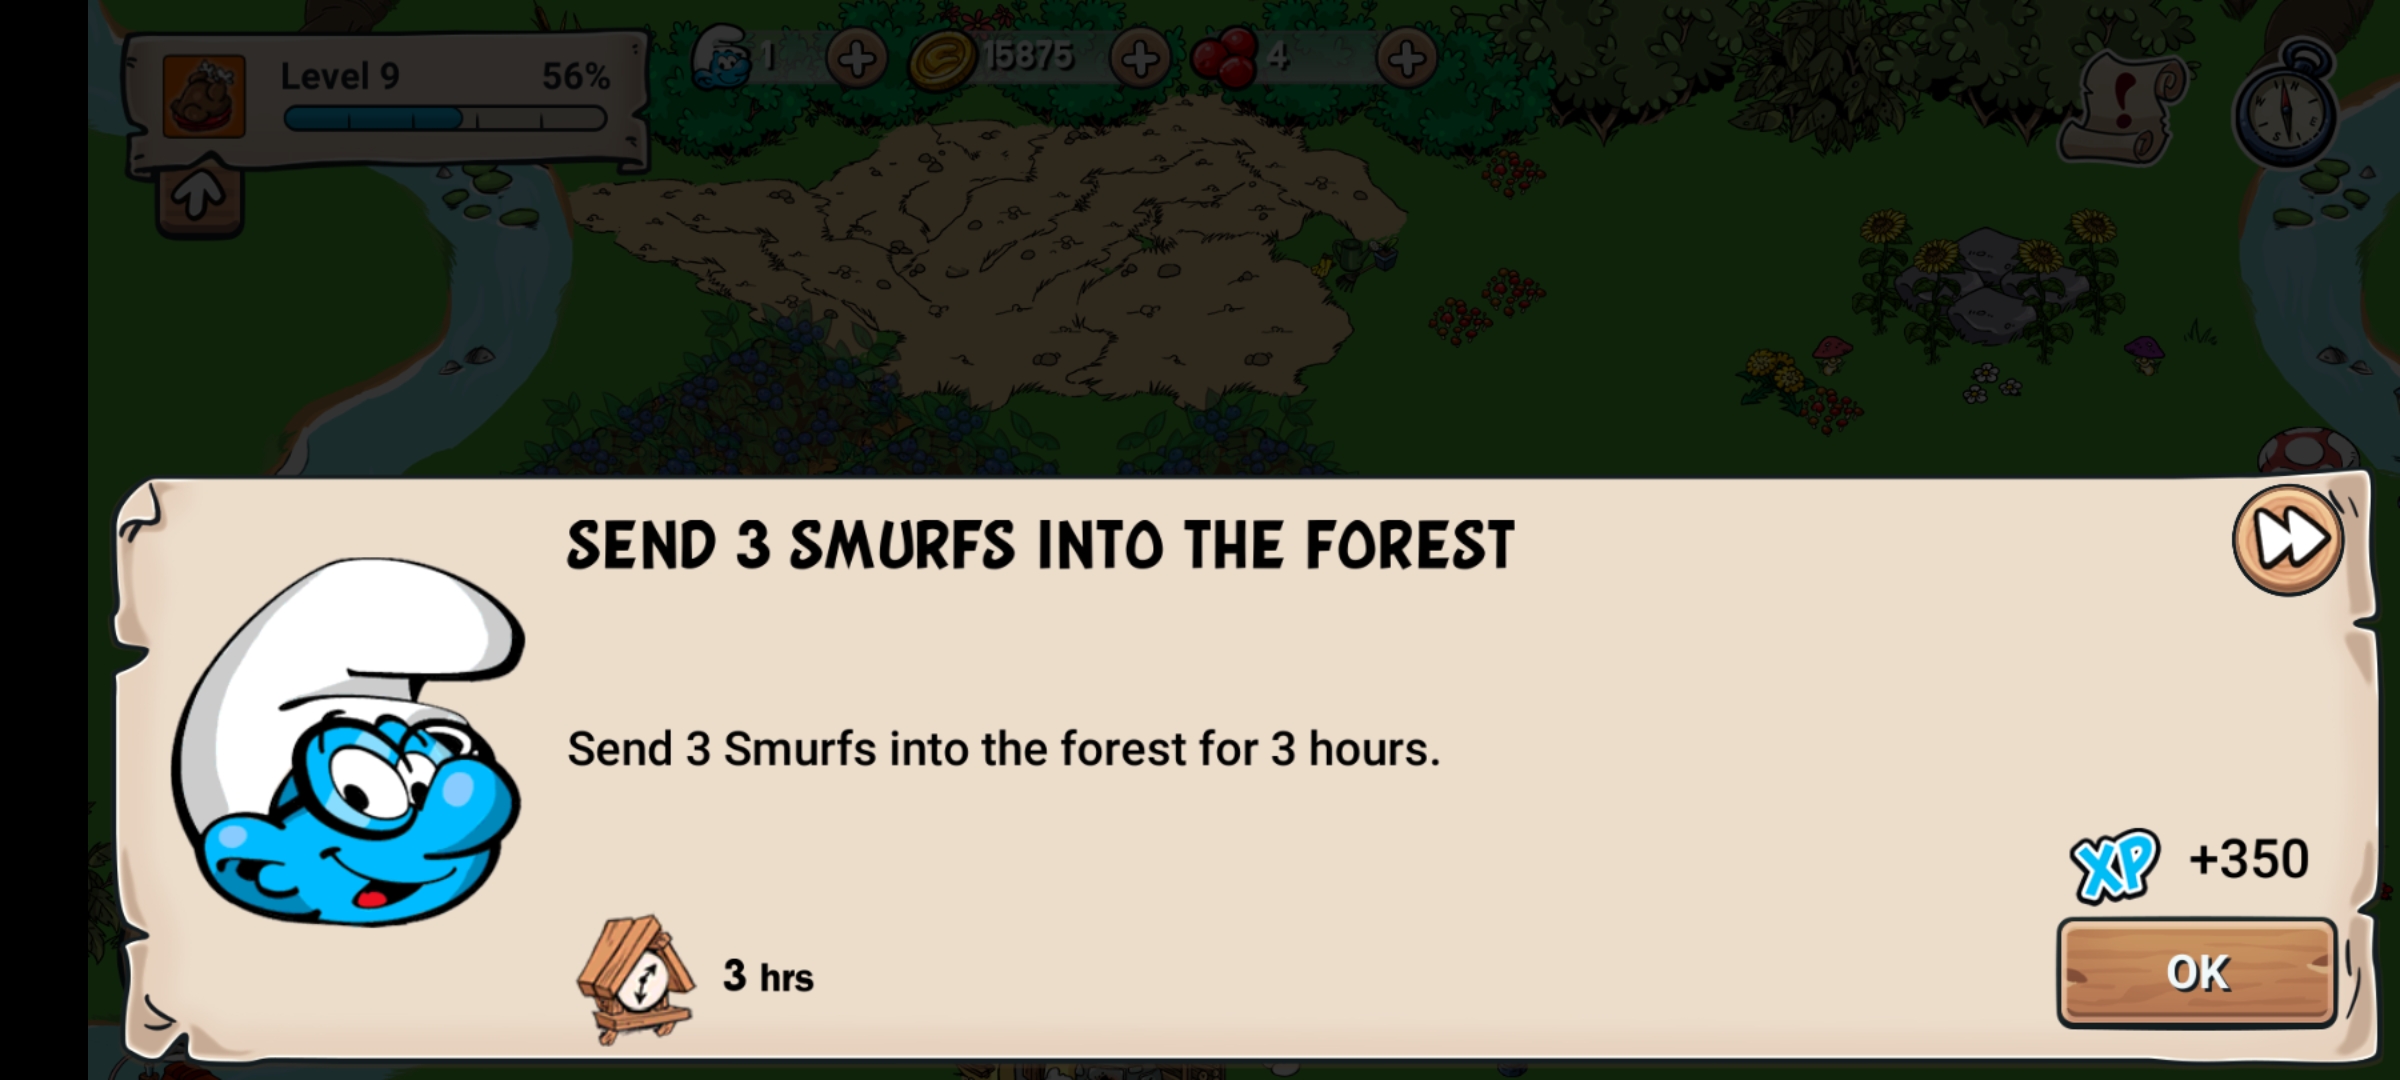 Level 9 56%
1 15875 4
SEND 3 SMURFS INTO THE FOREST
Send 3 Smurfs into the forest for 3 hours.
XP +350
3 hrs
OK